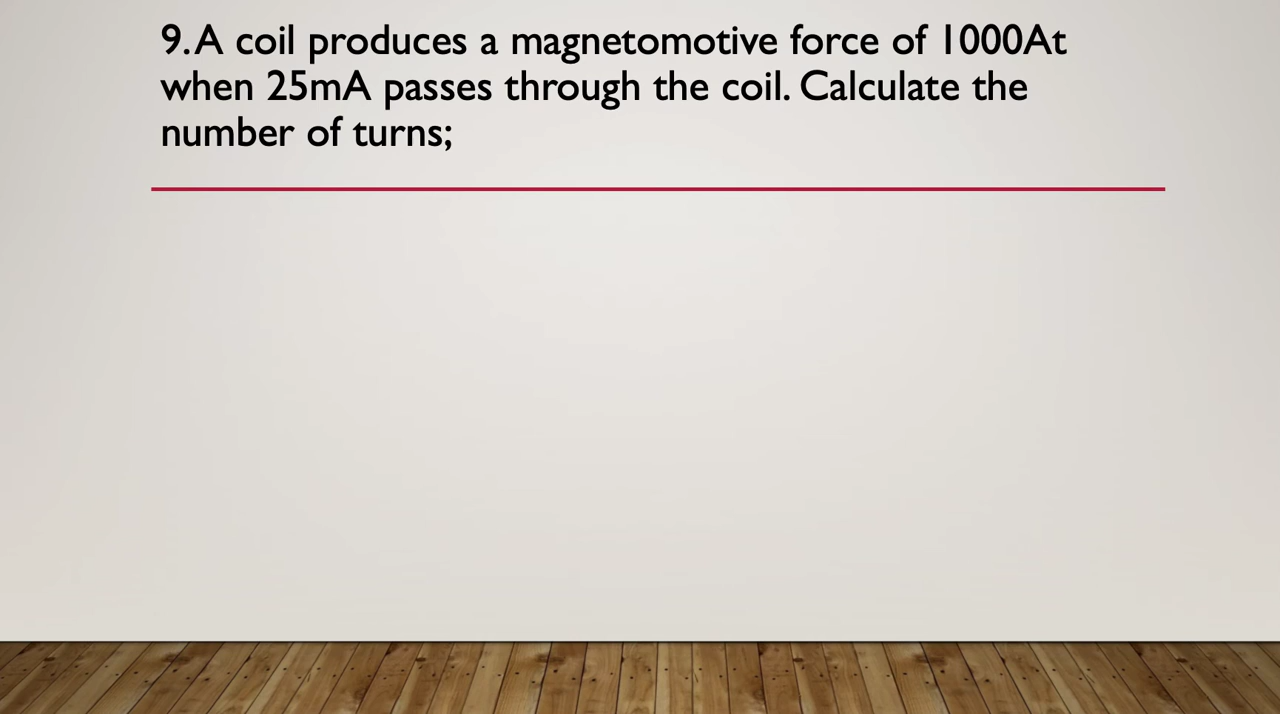 9. A coil produces a magnetomotive force of 1000At
when 25mA passes through the coil. Calculate the
number of turns;